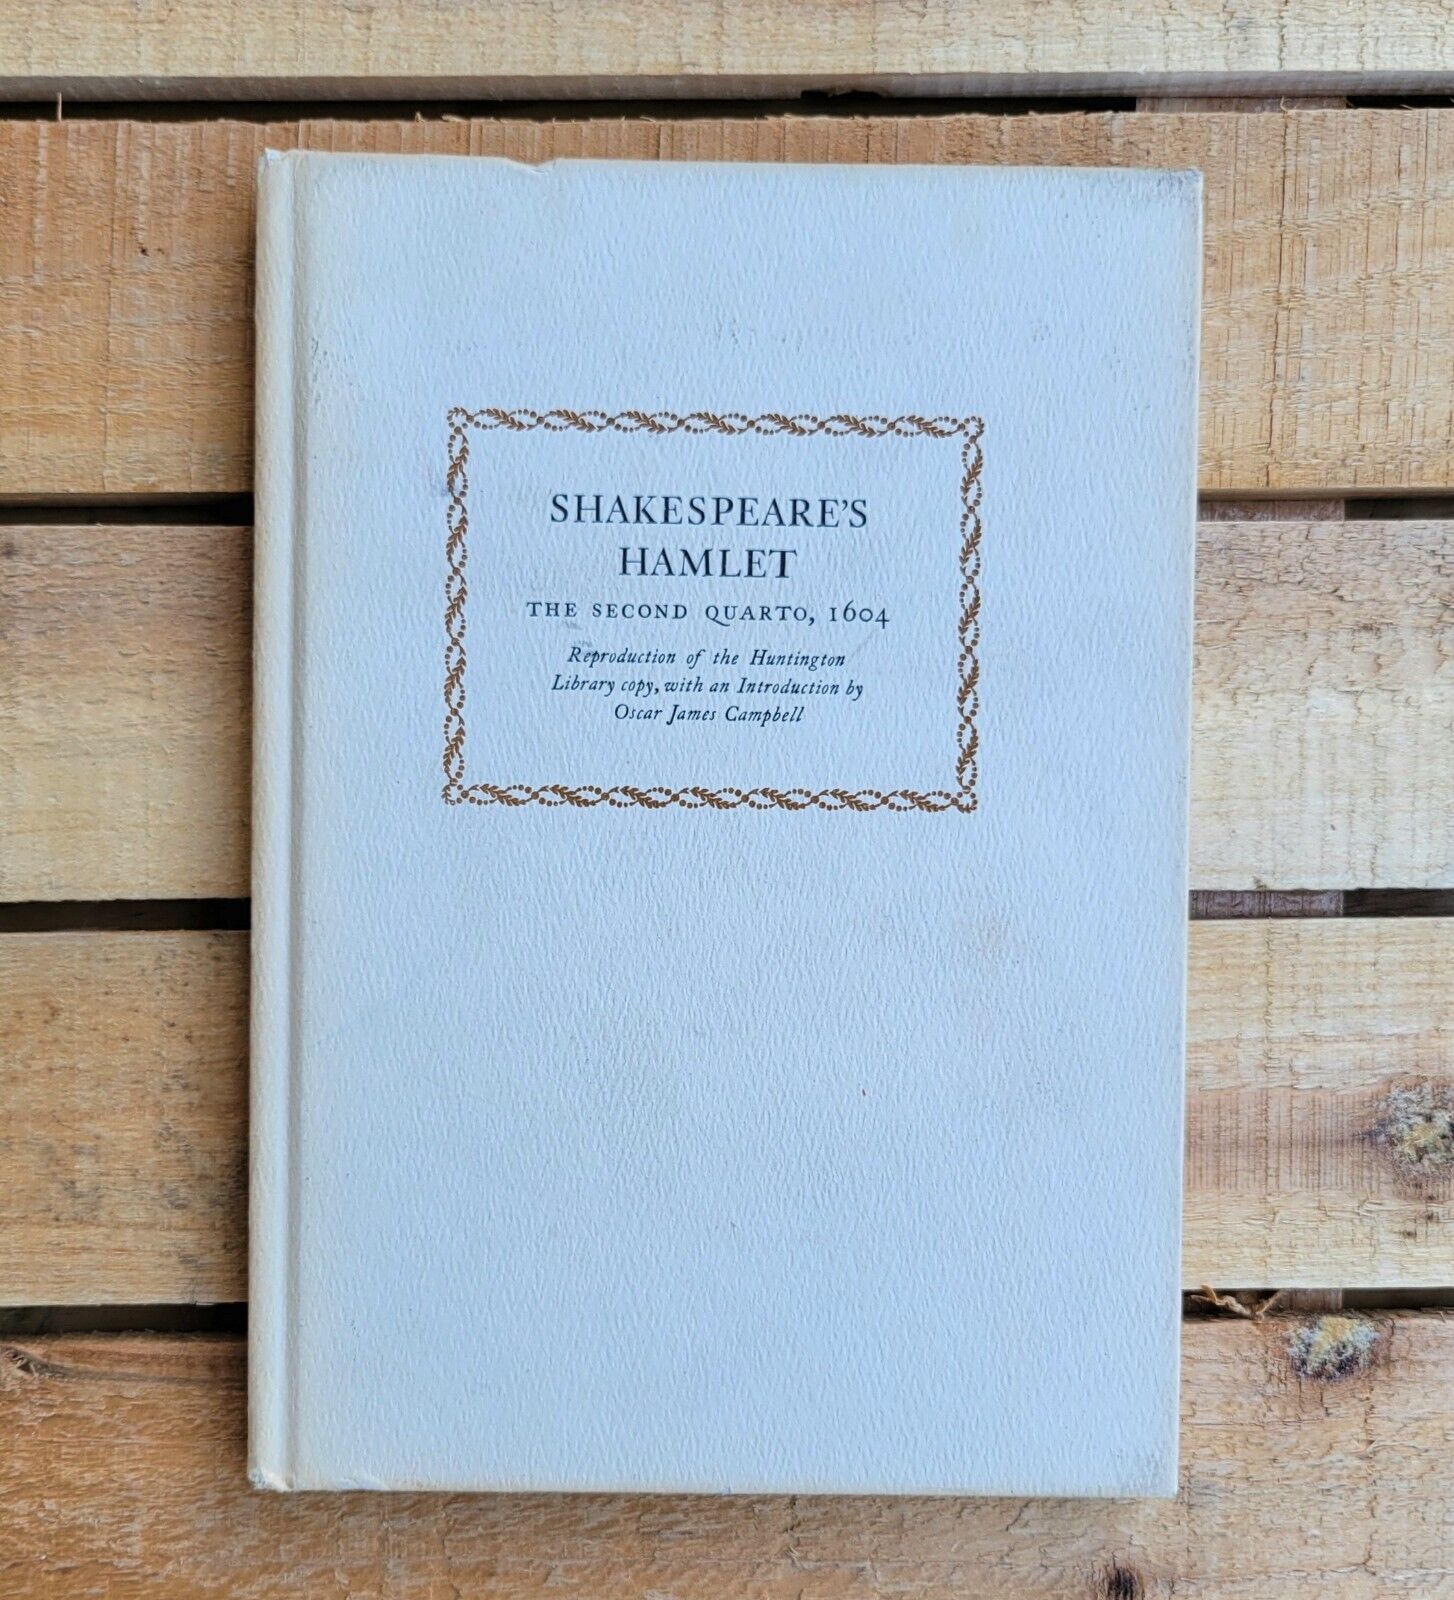 SHAKESPEARE'S
HAMLET
THE SECOND QUARTO, 1604
Reproduction of the Huntington
Library copy, with an Introduction by
Oscar James Campbell